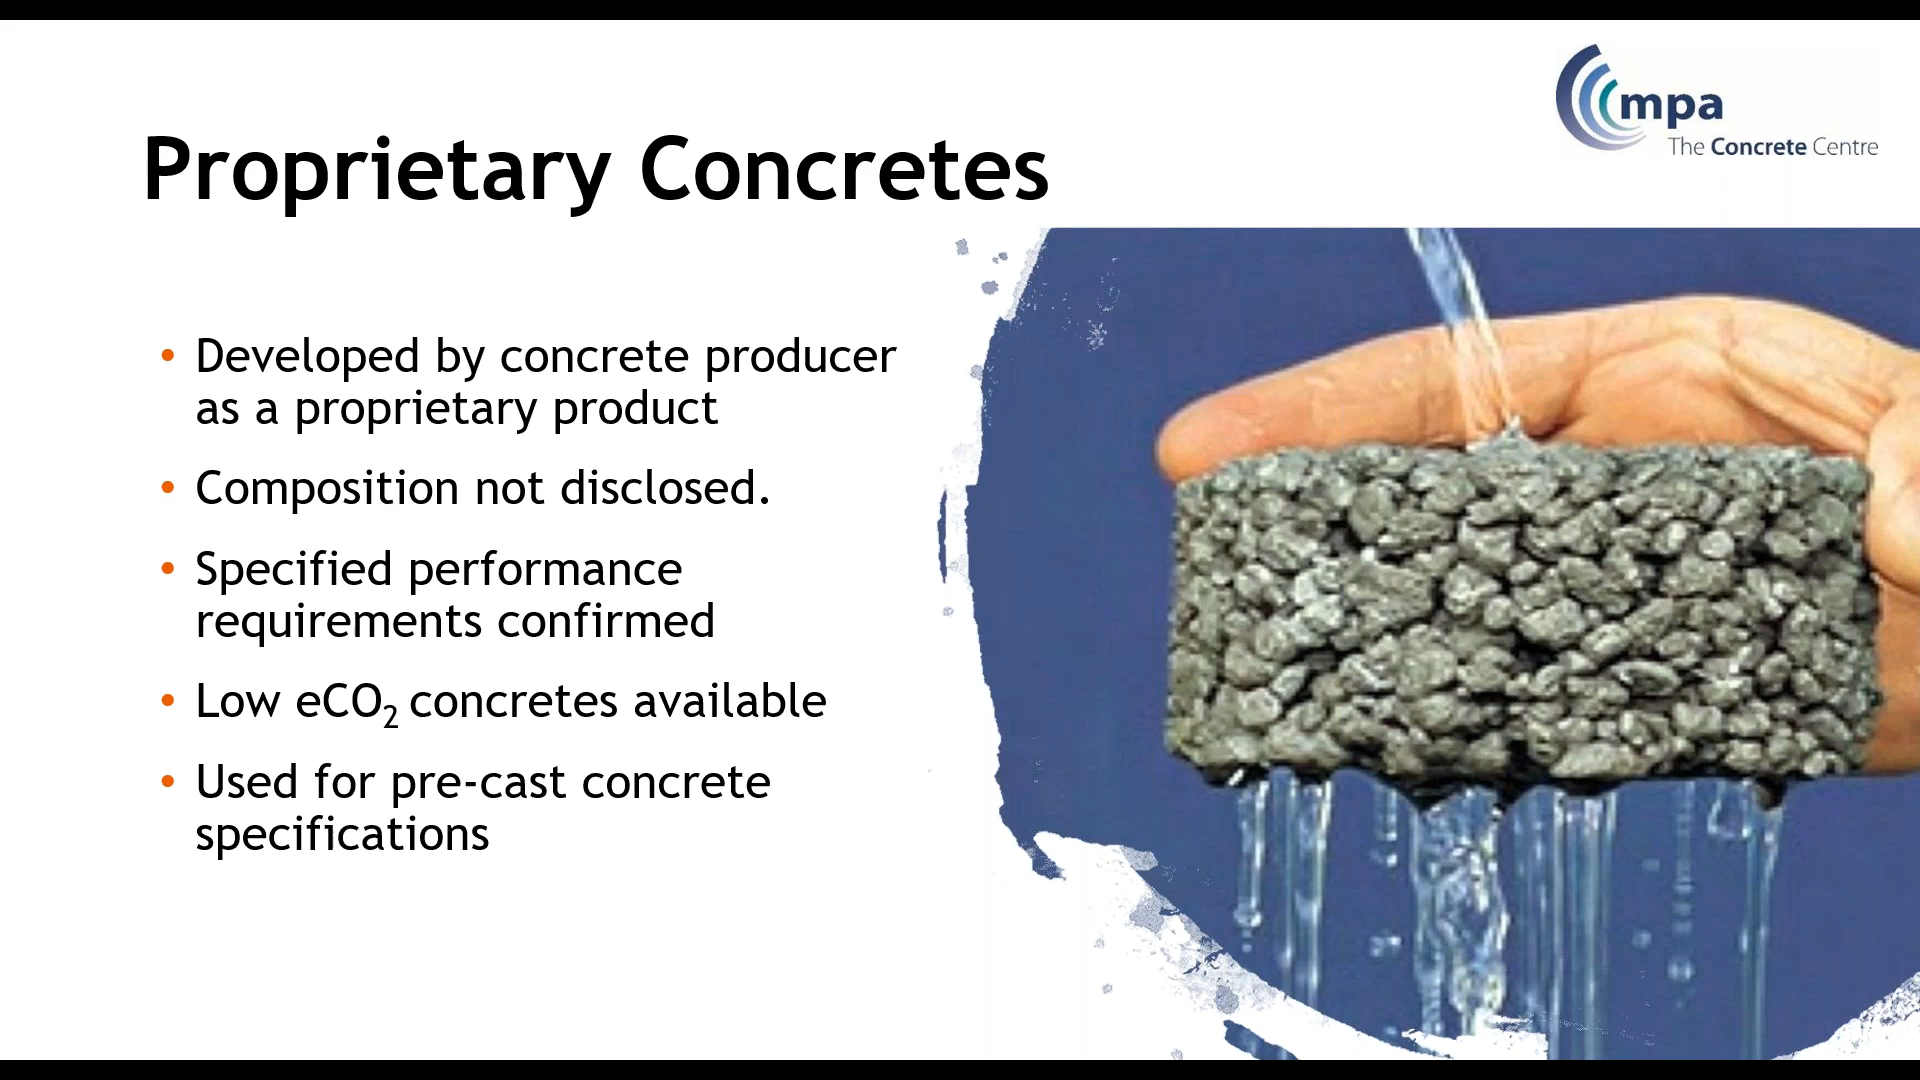 mpa
The Concrete Centre
Proprietary Concretes
• Developed by concrete producer
as a proprietary product
• Composition not disclosed.
• Specified performance
requirements confirmed
• Low eCO₂ concretes available
• Used for pre-cast concrete
specifications